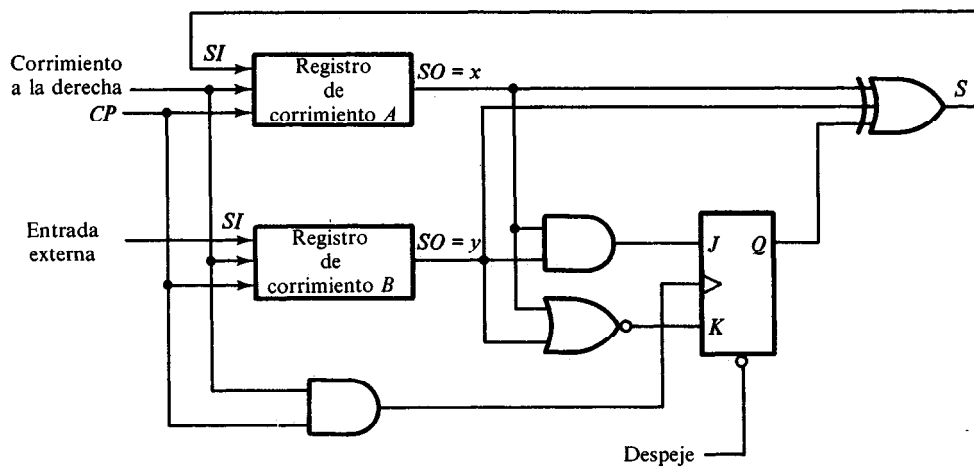 SI
Corrimiento
a la derecha
CP
Registro
de
corrimiento A
SO = x
S
Entrada
externa
SI
Registro
de
corrimiento B
SO = y
J
Q
K
Despeje